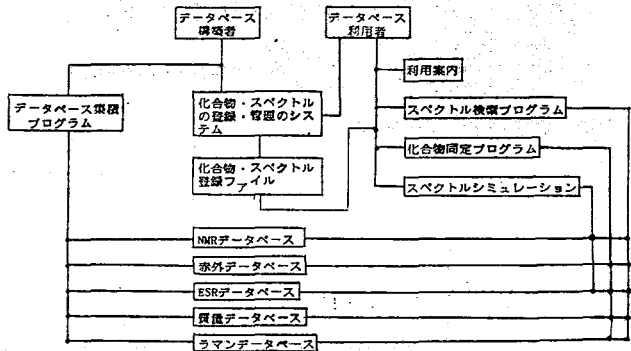 データベース
構築者
データベース
利用者
利用案内
データベース集積
プログラム
化合物・スペクトル
の登録・管理のシス
テム
スペクトル検索プログラム
化合物同定プログラム
化合物・スペクトル
登録ファイル
スペクトルシミュレーション
NMRデータベース
赤外データベース
ESRデータベース
質量データベース
ラマンデータベース